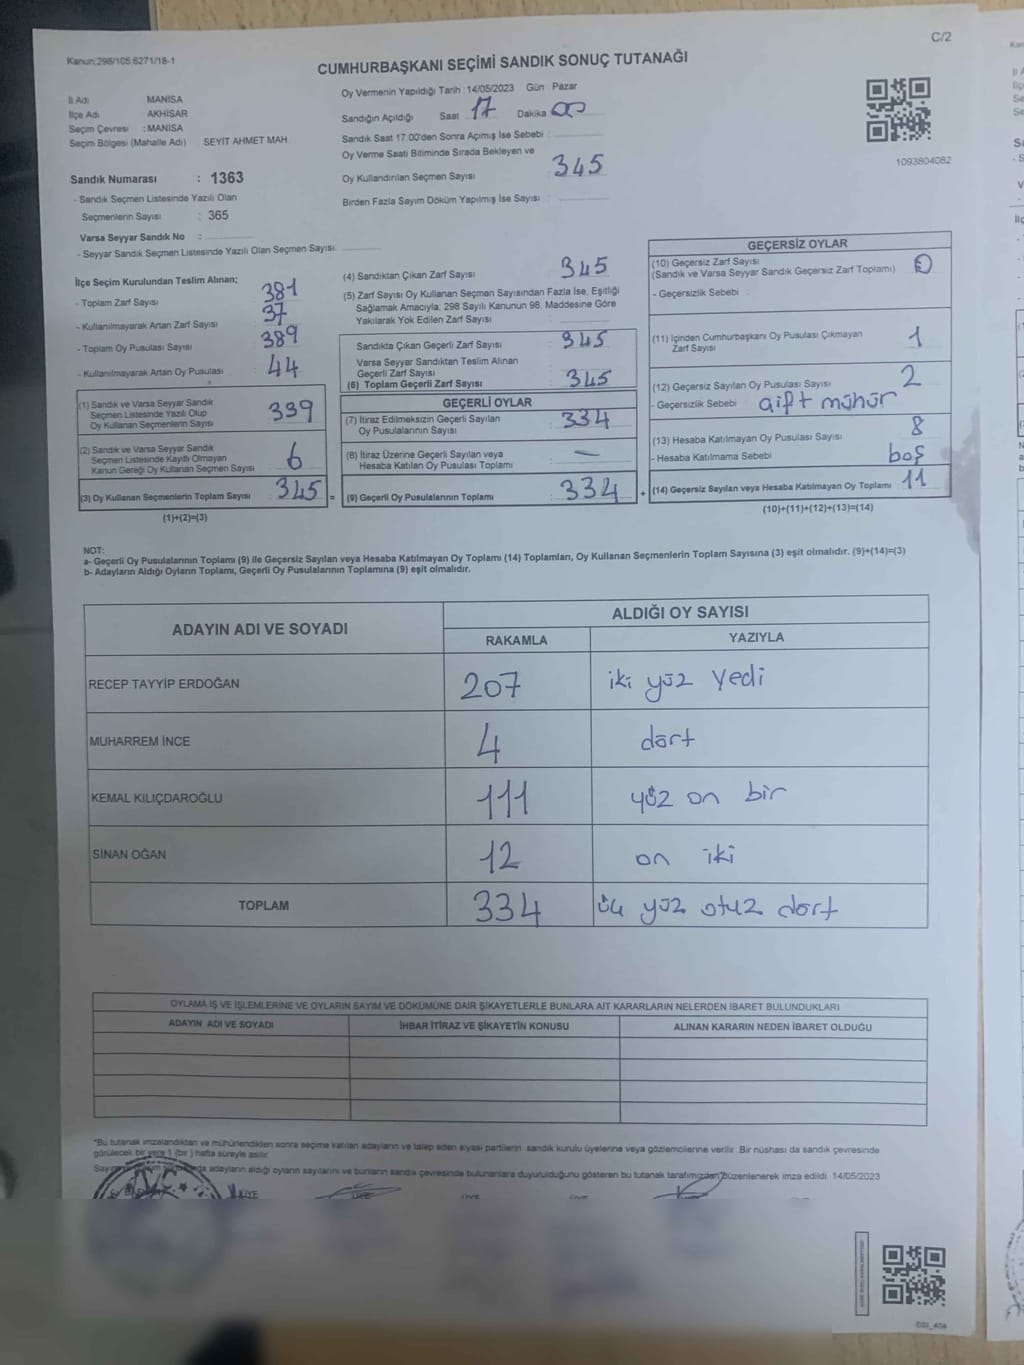 C/2
Kanun:298/105.6271/18-1
CUMHURBAŞKANI SEÇİMİ SANDIK SONUÇ TUTANAĞI
İl Adı MANİSA
İlçe Adı AKHİSAR
Seçim Çevresi : MANİSA
Seçim Bölgesi (Mahalle Adı) SEYİT AHMET MAH
Sandık Numarası : 1363
- Sandık Seçmen Listesinde Yazılı Olan
Seçmenlerin Sayısı : 365
Varsa Seyyar Sandık No :
- Seyyar Sandık Seçmen Listesinde Yazılı Olan Seçmen Sayısı:
Oy Vermenin Yapıldığı Tarih :14/05/2023 Gün Pazar
Sandığın Açıldığı Saat 17 Dakika 00
Sandık Saat 17.00'den Sonra Açımış İse Sebebi
Oy Verme Saati Bitiminde Sırada Bekleyen ve
Oy Kullandırılan Seçmen Sayısı 345
Birden Fazla Sayım Döküm Yapılmış İse Sayısı :
1093804082
İlçe Seçim Kurulundan Teslim Alınan;
- Toplam Zarf Sayısı : 381
- Kullanılmayarak Artan Zarf Sayısı : 37
- Toplam Oy Pusulası Sayısı : 389
- Kullanılmayarak Artan Oy Pusulası : 44
(1) Sandık ve Varsa Seyyar Sandık
Seçmen Listesinde Yazılı Olup
Oy Kullanan Seçmenlerin Sayısı : 339
(2) Sandık ve Varsa Seyyar Sandık
Seçmen Listesinde Kayıtlı Olmayan
Kanun Gereği Oy Kullanan Seçmen Sayısı : 6
(3) Oy Kullanan Seçmenlerin Toplam Sayısı : 345 =
(1)+(2)=(3)
(4) Sandıktan Çıkan Zarf Sayısı : 345
(5) Zarf Sayısı Oy Kullanan Seçmen Sayısından Fazla İse, Eşitliği
Sağlamak Amacıyla, 298 Sayılı Kanunun 98. Maddesine Göre
Yakılarak Yok Edilen Zarf Sayısı :
Sandıkta Çıkan Geçerli Zarf Sayısı : 345
Varsa Seyyar Sandıktan Teslim Alınan
Geçerli Zarf Sayısı
(6) Toplam Geçerli Zarf Sayısı : 345
GEÇERLİ OYLAR
(7) İtiraz Edilmeksizin Geçerli Sayılan
Oy Pusulalarının Sayısı : 334
(8) İtiraz Üzerine Geçerli Sayılan veya
Hesaba Katılan Oy Pusulası Toplamı : —
(9) Geçerli Oy Pusulalarının Toplamı : 334 +
GEÇERSİZ OYLAR
(10) Geçersiz Zarf Sayısı
(Sandık ve Varsa Seyyar Sandık Geçersiz Zarf Toplamı) : 0
- Geçersizlik Sebebi :
(11) İçinden Cumhurbaşkanı Oy Pusulası Çıkmayan
Zarf Sayısı : 1
(12) Geçersiz Sayılan Oy Pusulası Sayısı 2
- Geçersizlik Sebebi : çift mühür
(13) Hesaba Katılmayan Oy Pusulası Sayısı : 8
- Hesaba Katılmama Sebebi : boş
(14) Geçersiz Sayılan veya Hesaba Katılmayan Oy Toplamı : 11
(10)+(11)+(12)+(13)=(14)
NOT:
a- Geçerli Oy Pusulalarının Toplamı (9) ile Geçersiz Sayılan veya Hesaba Katılmayan Oy Toplamı (14) Toplamları, Oy Kullanan Seçmenlerin Toplam Sayısına (3) eşit olmalıdır. (9)+(14)=(3)
b- Adayların Aldığı Oyların Toplamı, Geçerli Oy Pusulalarının Toplamına (9) eşit olmalıdır.
ADAYIN ADI VE SOYADI ALDIĞI OY SAYISI
RAKAMLA YAZIYLA
RECEP TAYYİP ERDOĞAN 207 iki yüz yedi
MUHARREM İNCE 4 dört
KEMAL KILIÇDAROĞLU 111 yüz on bir
SİNAN OĞAN 12 on iki
TOPLAM 334 üç yüz otuz dört
OYLAMA İŞ VE İŞLEMLERİNE VE OYLARIN SAYIM VE DÖKÜMÜNE DAİR ŞİKAYETLERLE BUNLARA AİT KARARLARIN NELERDEN İBARET BULUNDUKLARI
ADAYIN ADI VE SOYADI İHBAR İTİRAZ VE ŞİKAYETİN KONUSU ALINAN KARARIN NEDEN İBARET OLDUĞU
*Bu tutanak imzalandıktan ve mühürlendikten sonra seçime katılan adayların ve talep eden siyasi partilerin sandık kurulu üyelerine veya gözlemcilerine verilir. Bir nüshası da sandık çevresinde
görülecek bir yere 1 (bir) hafta süreyle asılır.
adayların aldığı oyların sayılarını ve bunların sandık çevresinde bulunanlara duyurulduğunu gösteren bu tutanak tarafımızdan düzenlenerek imza edildi. 14/05/2023
ÜYE ÜYE ÜYE ÜYE